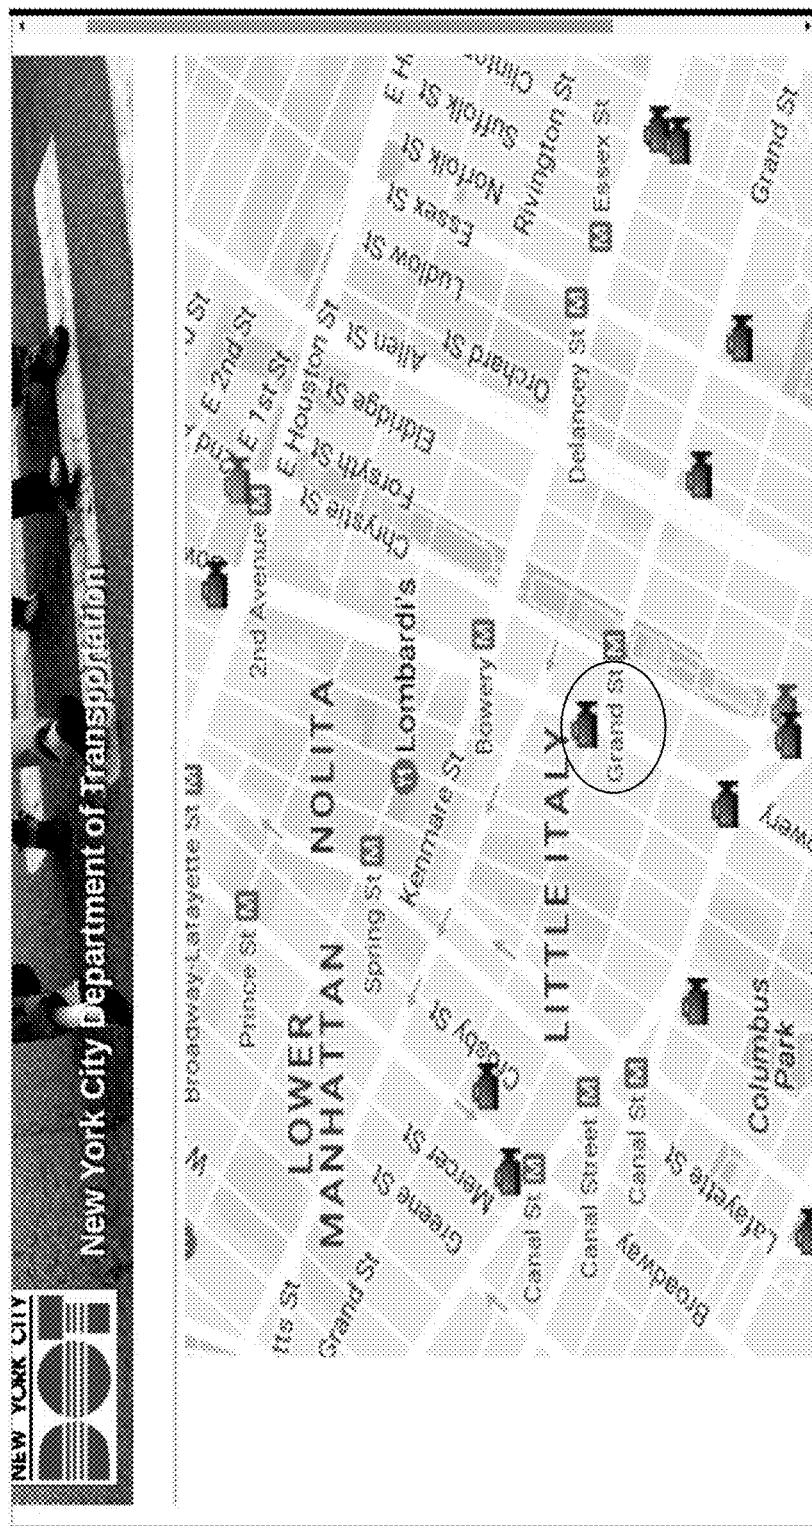 NEW YORK CITY
New York City Department of Transportation
Broadway-Lafayette St M
2nd Avenue M
E 2nd St
E 1st St
E Houston St
Prince St M
NOLITA
Chrystie St
Forsyth St
Eldridge St
Allen St
Ludlow St
Essex St
Norfolk St
Suffolk St
Clinton
LOWER
MANHATTAN
Spring St M
Lombardi's
Kenmare St
Bowery M
Orchard St
Rivington St
Grand St
Greene St
Mercer St
Crosby St
LITTLE ITALY
Delancey St M
M Essex St
Canal St M
Canal Street M
Canal St M
Grand St M
Broadway
Lafayette St
Columbus
Park
Grand St